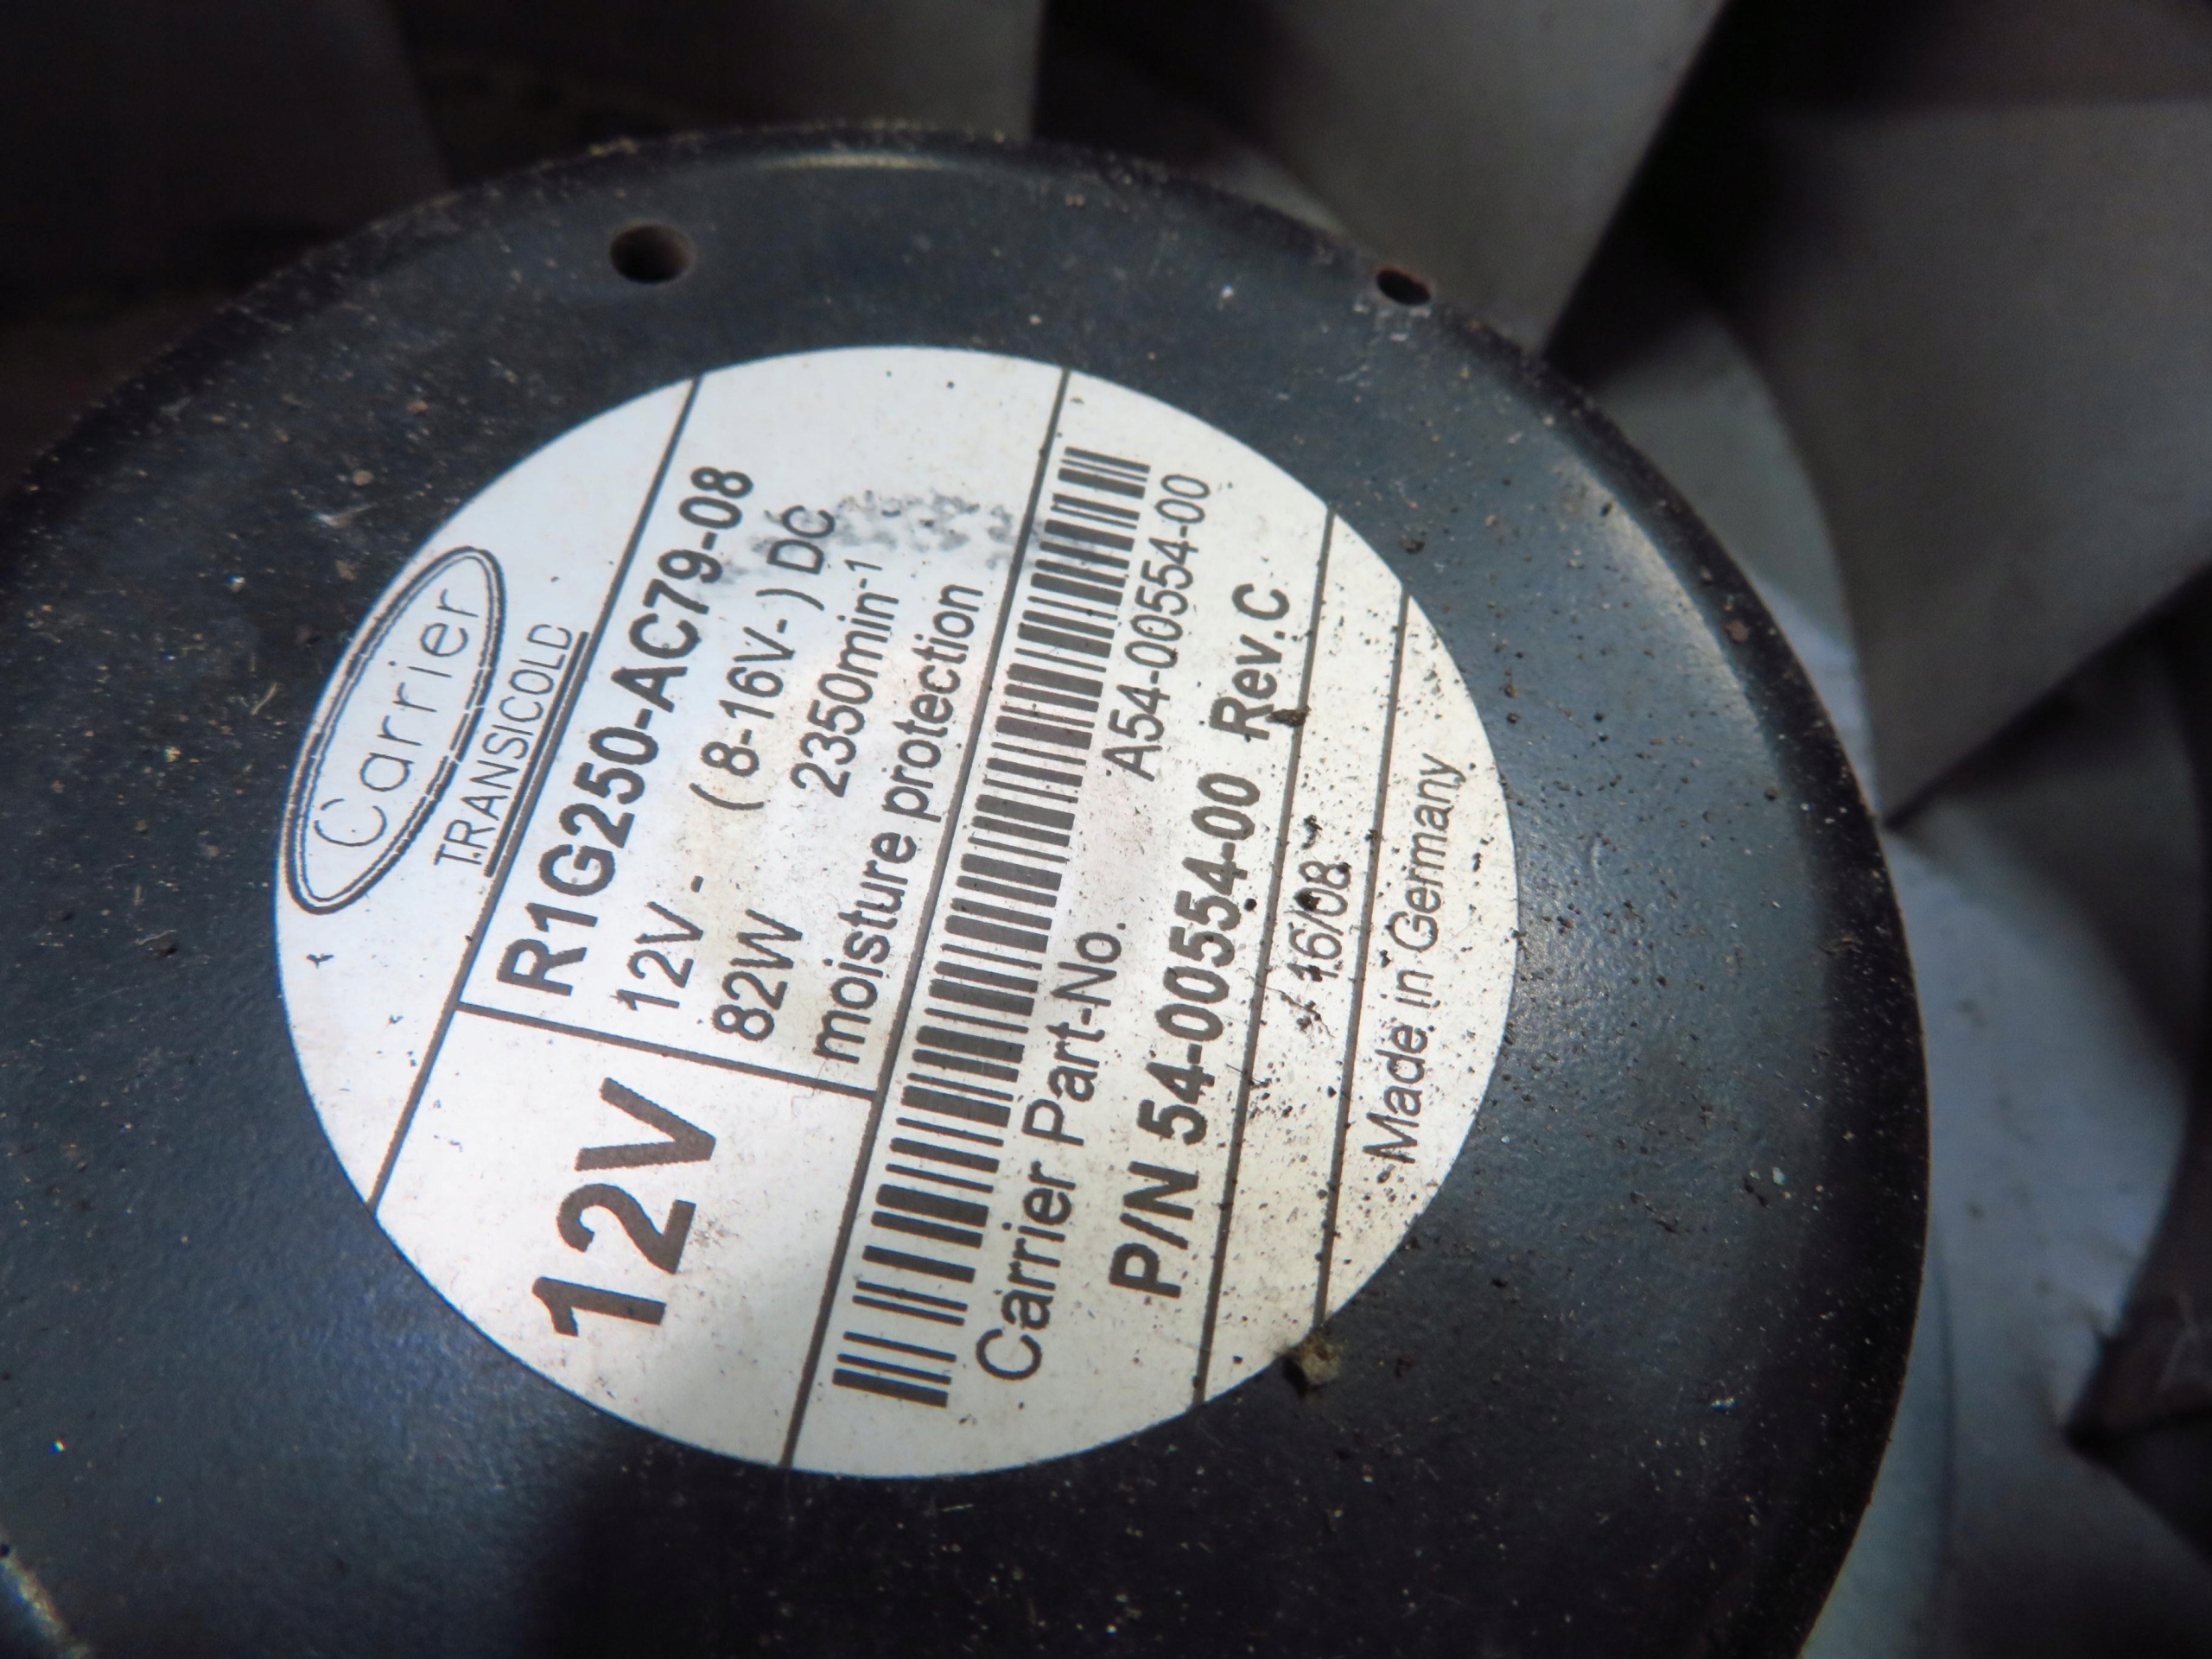 Carrier
TRANSICOLD
R1G250-AC79-08
12V
12V - ( 8-16V- ) DC
82W 2350min-1
moisture protection
Carrier Part-No. A54-00554-00
P/N 54-00554-00 Rev.C
16/08
Made in Germany